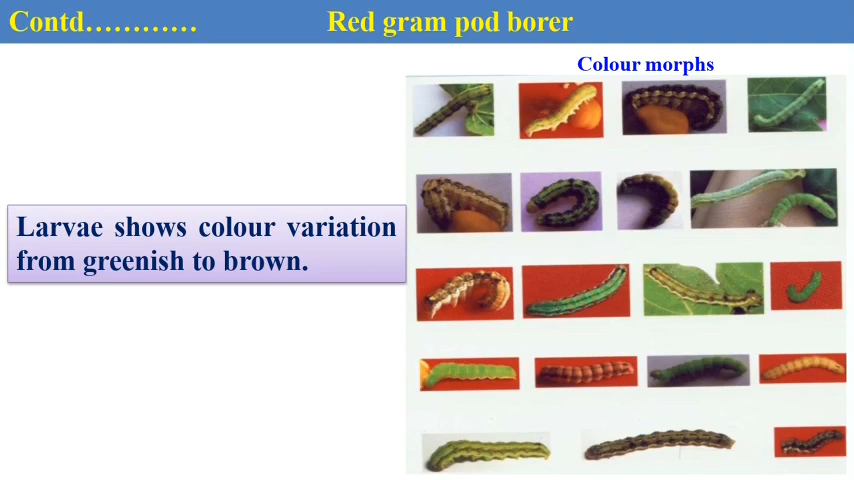 Contd………… Red gram pod borer
Colour morphs
Larvae shows colour variation
from greenish to brown.